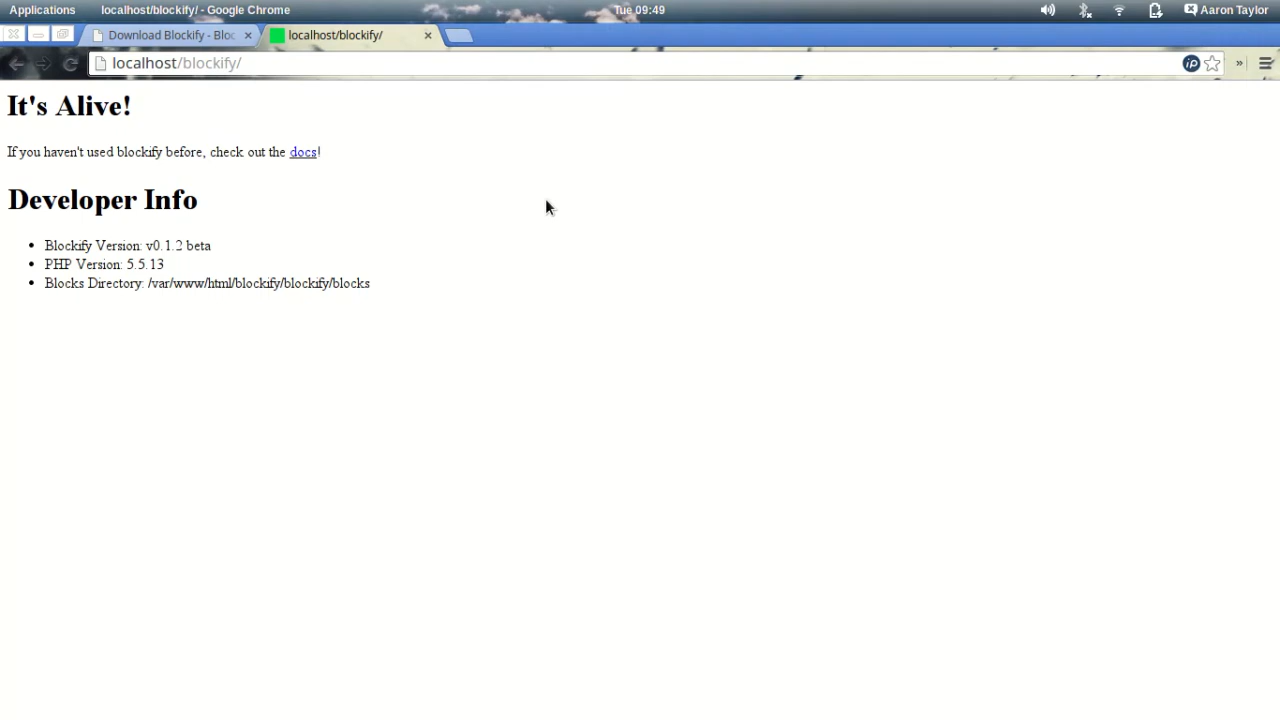 Applications localhost/blockify/ - Google Chrome Tue 09:49 Aaron Taylor
Download Blockify - Bloc localhost/blockify/
localhost/blockify/
It's Alive!
If you haven't used blockify before, check out the docs!
Developer Info
• Blockify Version: v0.1.2 beta
• PHP Version: 5.5.13
• Blocks Directory: /var/www/html/blockify/blockify/blocks